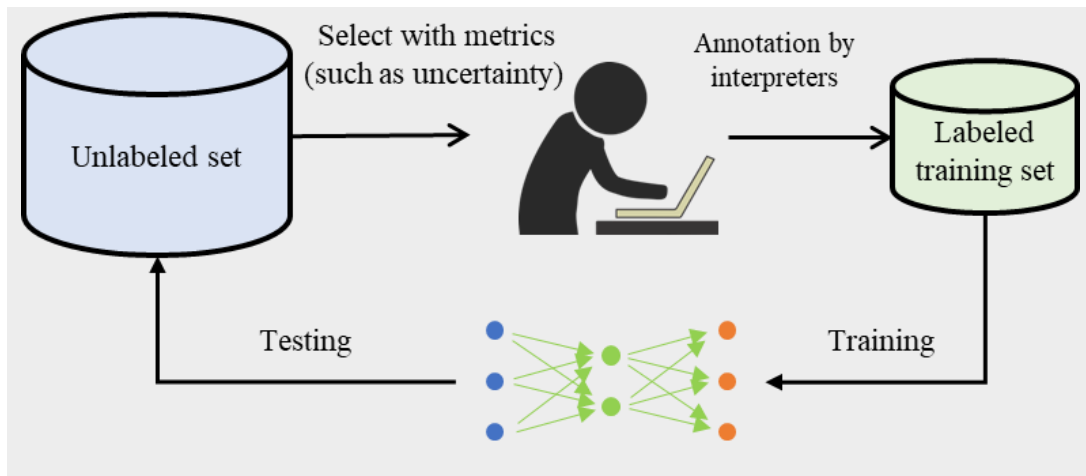 Select with metrics
(such as uncertainty)
Annotation by
interpreters
Unlabeled set
Labeled
training set
Testing
Training